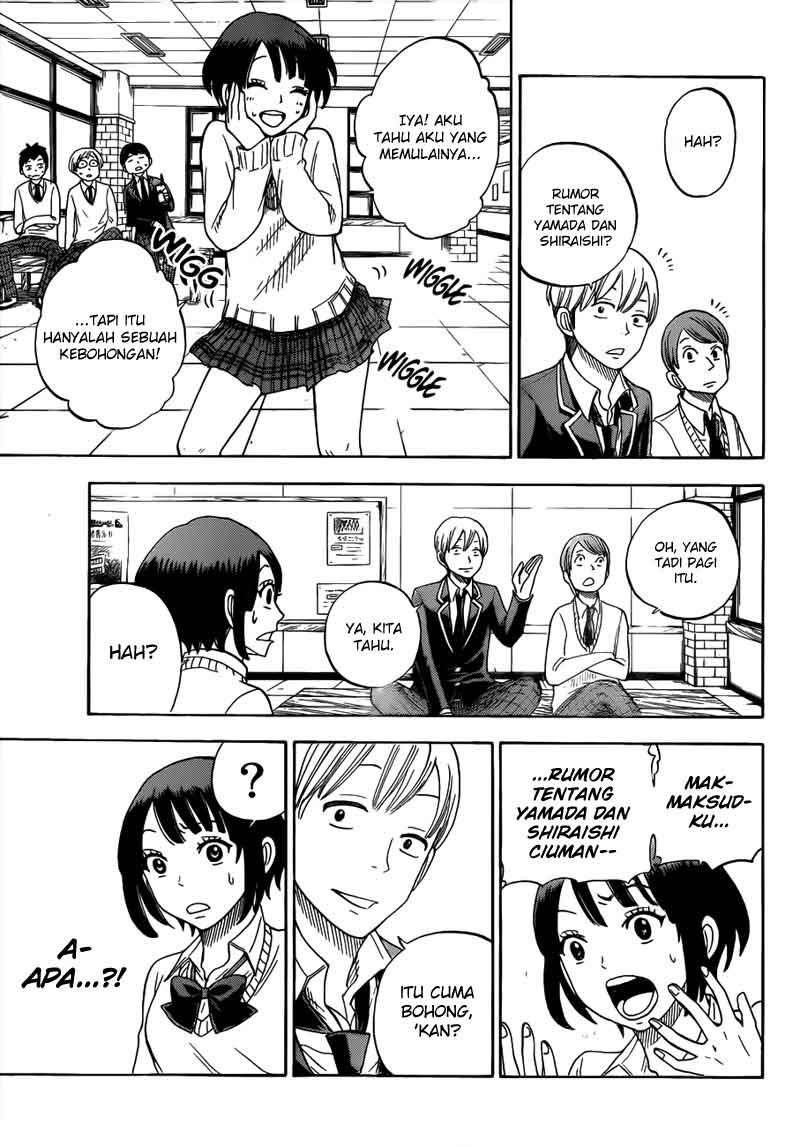 HAH?
RUMOR
TENTANG
YAMADA DAN
SHIRAISHI?
IYA! AKU
TAHU AKU YANG
MEMULAINYA...
WIGG
WIGGLE
WIGGLE
...TAPI ITU
HANYALAH SEBUAH
KEBOHONGAN!
OH, YANG
TADI PAGI
ITU.
YA, KITA
TAHU.
HAH?
MAK-
MAKSUD-
KU...
...RUMOR
TENTANG
YAMADA DAN
SHIRAISHI
CIUMAN--
ITU CUMA
BOHONG,
'KAN?
?
A-
APA...?!